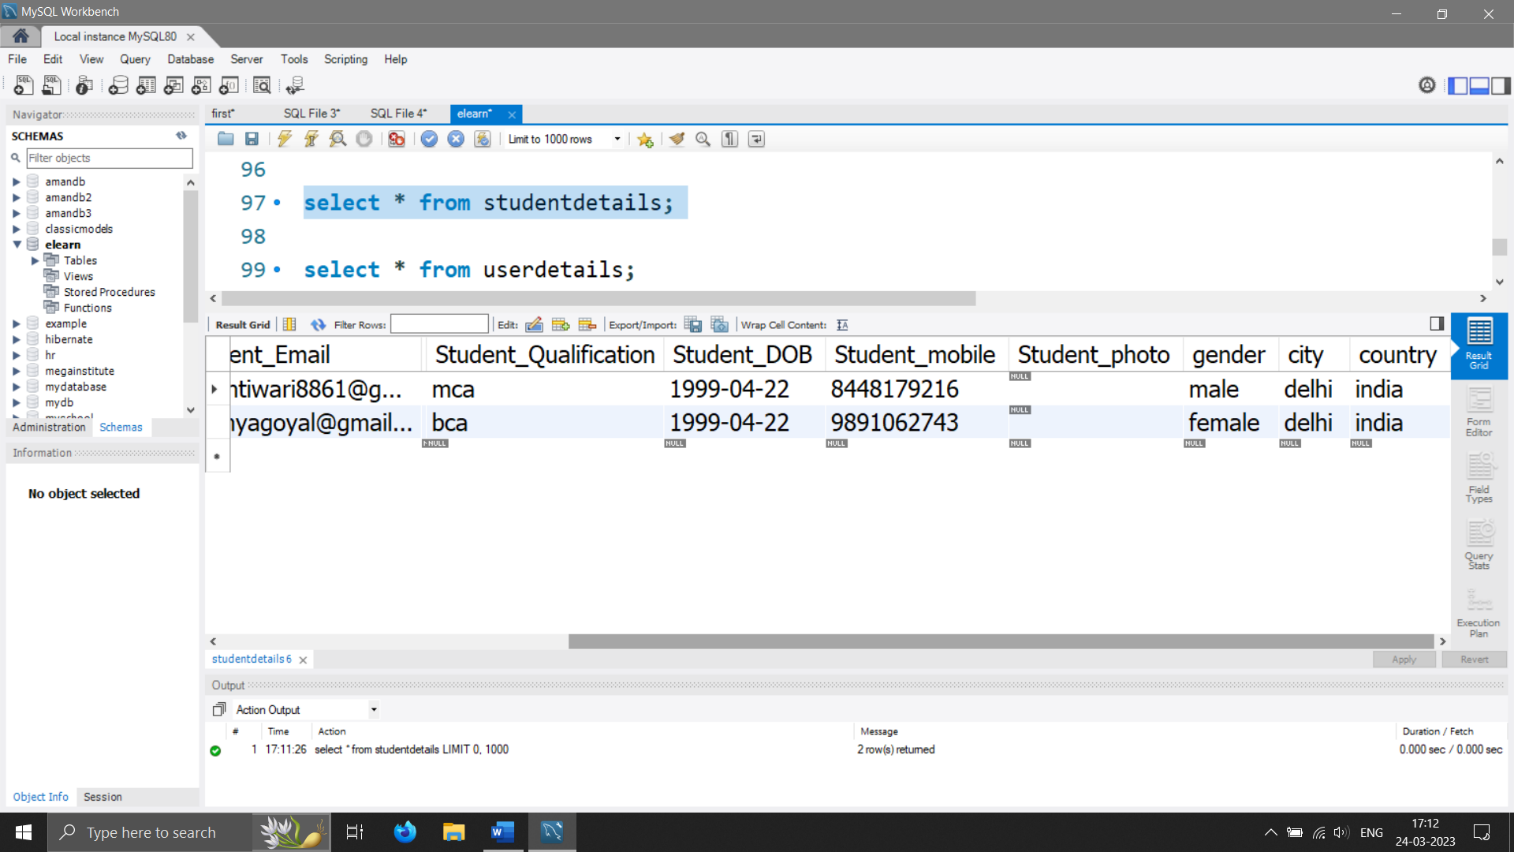 MySQL Workbench
Local instance MySQL80
File Edit View Query Database Server Tools Scripting Help
Navigator
SCHEMAS
Filter objects
amandb
amandb2
amandb3
classicmodels
elearn
Tables
Views
Stored Procedures
Functions
example
hibernate
hr
megainstitute
mydatabase
mydb
Administration Schemas
Information
No object selected
Object Info Session
first* SQL File 3* SQL File 4* elearn*
Limit to 1000 rows
96
97 select * from studentdetails;
98
99 select * from userdetails;
Result Grid Filter Rows: Edit: Export/Import: Wrap Cell Content:
ent_Email Student_Qualification Student_DOB Student_mobile Student_photo gender city country
ntiwari8861@g... mca 1999-04-22 8448179216 NULL male delhi india
nyagoyal@gmail... bca 1999-04-22 9891062743 NULL female delhi india
NULL NULL NULL NULL NULL NULL NULL
Result Grid
Form Editor
Field Types
Query Stats
Execution Plan
studentdetails 6 Apply Revert
Output
Action Output
# Time Action Message Duration / Fetch
1 17:11:26 select * from studentdetails LIMIT 0, 1000 2 row(s) returned 0.000 sec / 0.000 sec
Type here to search ENG 17:12
24-03-2023